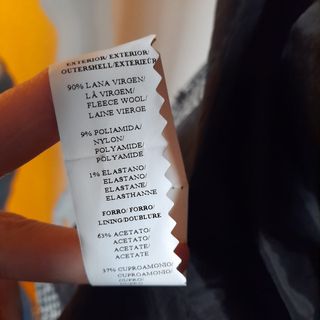 EXTERIOR/ EXTERIOR/
OUTERSHELL/EXTERIEUR
90% LANA VIRGEN/
LÃ VIRGEM/
FLEECE WOOL/
LAINE VIERGE
9% POLIAMIDA/
NYLON/
POLYAMIDE/
POLYAMIDE
1% ELASTANO/
ELASTANO/
ELASTANE/
ELASTHANNE
FORRO/ FORRO/
LINING/DOUBLURE
63% ACETATO/
ACETATO/
ACETATE/
ACETATE
37% CUPROAMONIO/
CUPROAMONIO/
CUPRO/